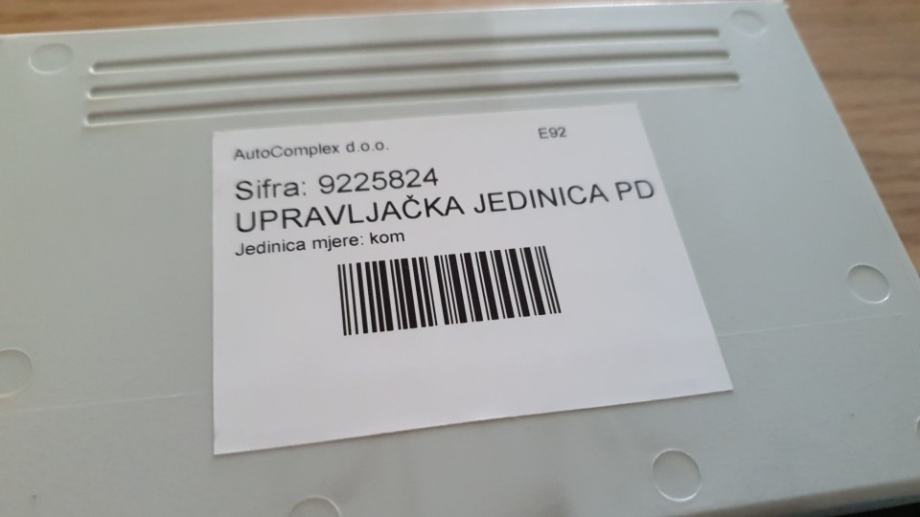 AutoComplex d.o.o. E92
Sifra: 9225824
UPRAVLJAČKA JEDINICA PD
Jedinica mjere: kom